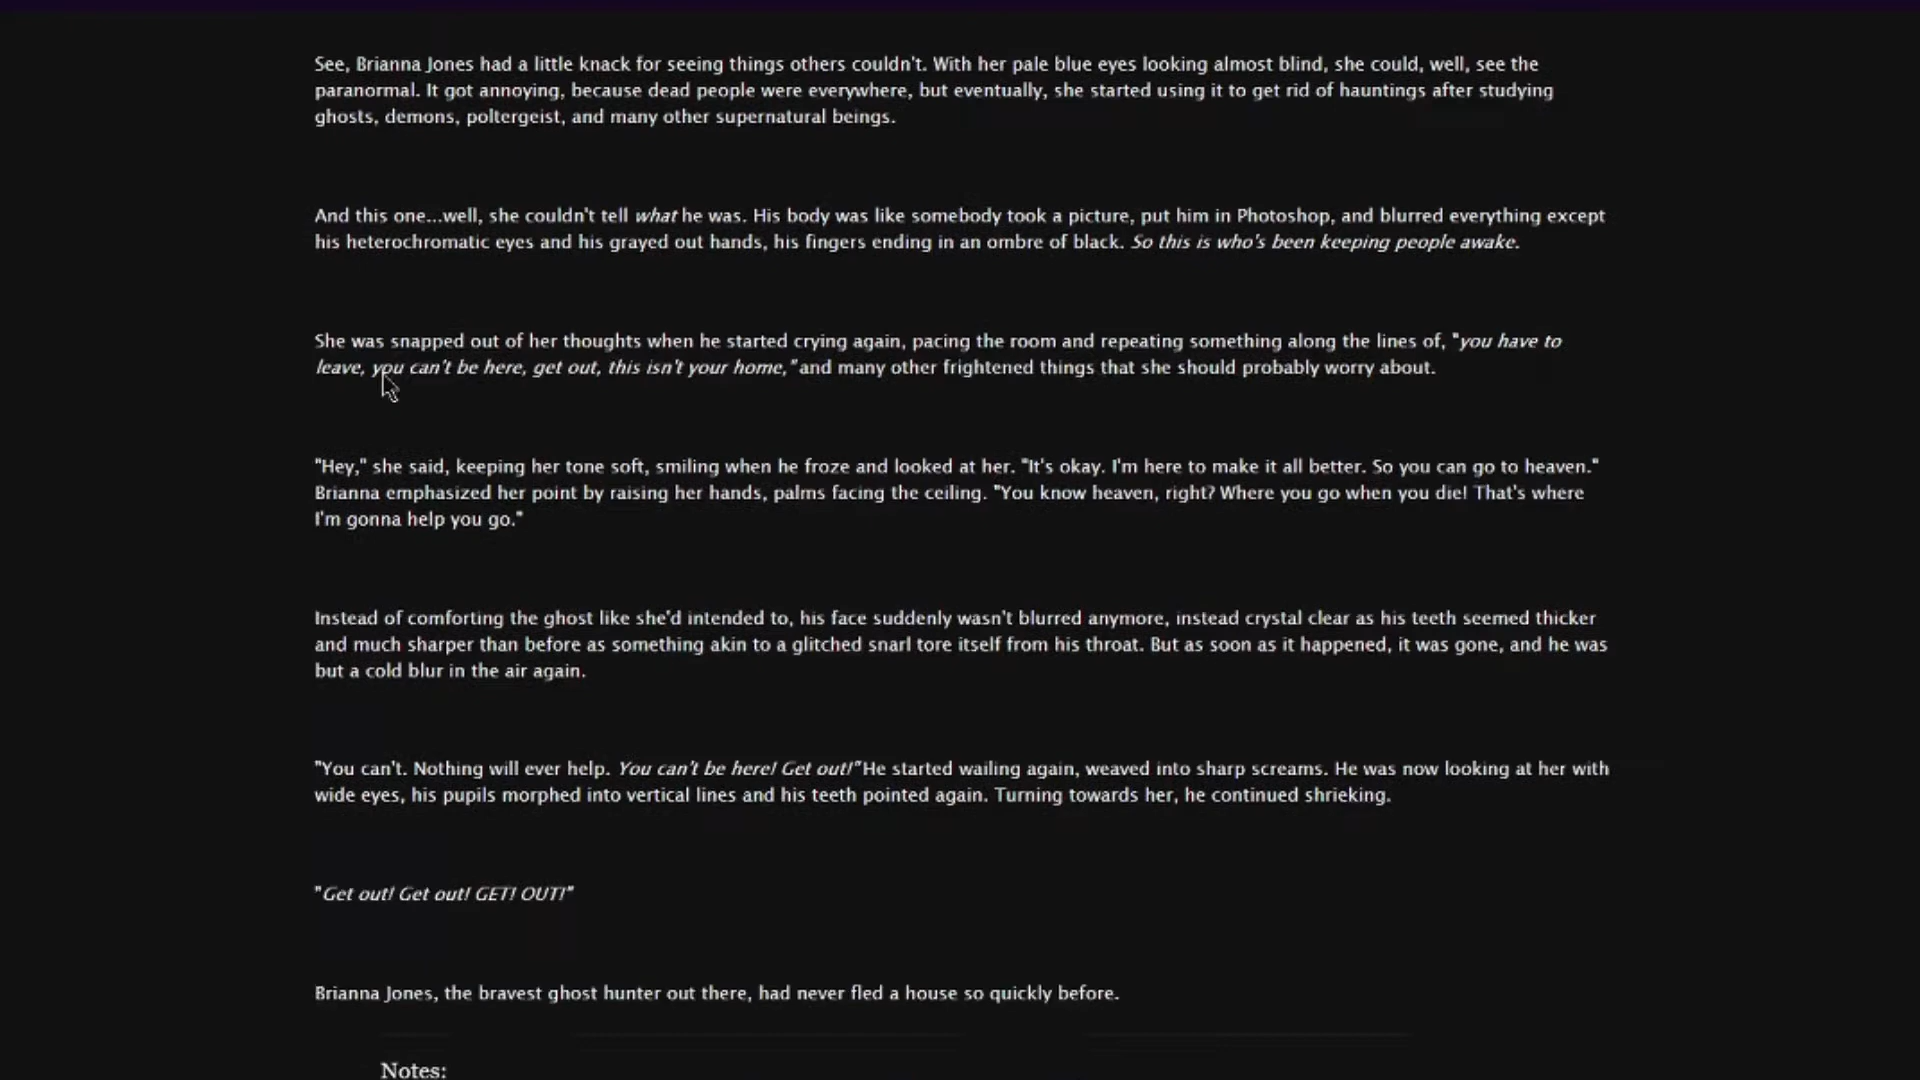 See, Brianna Jones had a little knack for seeing things others couldn't. With her pale blue eyes looking almost blind, she could, well, see the
paranormal. It got annoying, because dead people were everywhere, but eventually, she started using it to get rid of hauntings after studying
ghosts, demons, poltergeist, and many other supernatural beings.
And this one...well, she couldn't tell what he was. His body was like somebody took a picture, put him in Photoshop, and blurred everything except
his heterochromatic eyes and his grayed out hands, his fingers ending in an ombre of black. So this is who's been keeping people awake.
She was snapped out of her thoughts when he started crying again, pacing the room and repeating something along the lines of, "you have to
leave, you can't be here, get out, this isn't your home," and many other frightened things that she should probably worry about.
"Hey," she said, keeping her tone soft, smiling when he froze and looked at her. "It's okay. I'm here to make it all better. So you can go to heaven."
Brianna emphasized her point by raising her hands, palms facing the ceiling. "You know heaven, right? Where you go when you die! That's where
I'm gonna help you go."
Instead of comforting the ghost like she'd intended to, his face suddenly wasn't blurred anymore, instead crystal clear as his teeth seemed thicker
and much sharper than before as something akin to a glitched snarl tore itself from his throat. But as soon as it happened, it was gone, and he was
but a cold blur in the air again.
"You can't. Nothing will ever help. You can't be here! Get out!" He started wailing again, weaved into sharp screams. He was now looking at her with
wide eyes, his pupils morphed into vertical lines and his teeth pointed again. Turning towards her, he continued shrieking.
"Get out! Get out! GET! OUT!"
Brianna Jones, the bravest ghost hunter out there, had never fled a house so quickly before.
Notes: